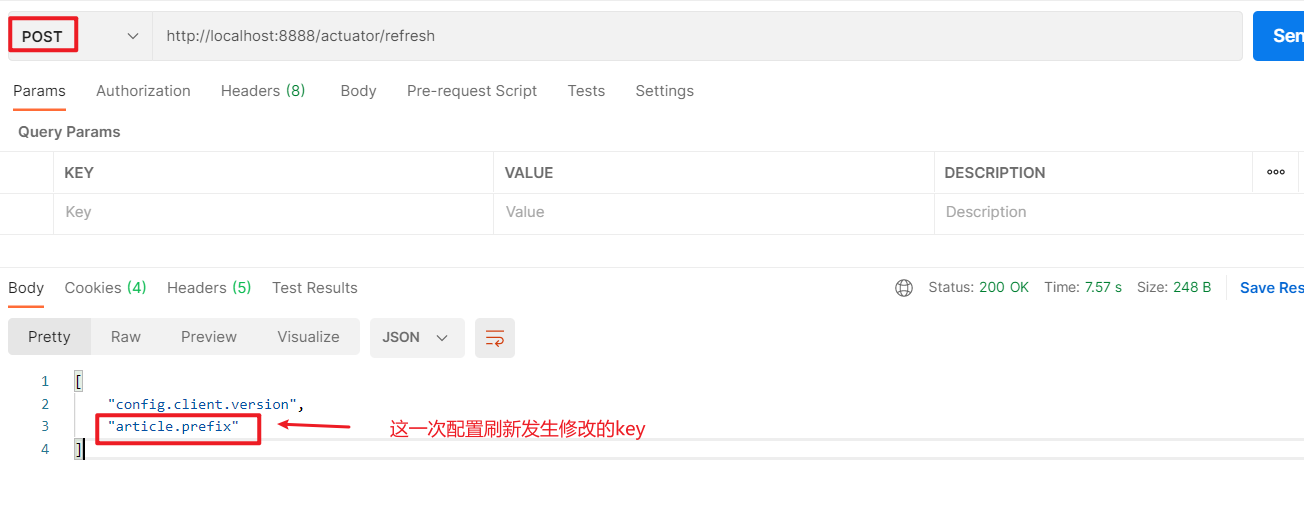 POST http://localhost:8888/actuator/refresh Sen
Params Authorization Headers (8) Body Pre-request Script Tests Settings
Query Params
KEY VALUE DESCRIPTION ooo
Key Value Description
Body Cookies (4) Headers (5) Test Results Status: 200 OK Time: 7.57 s Size: 248 B Save Res
Pretty Raw Preview Visualize JSON
1 [
2 "config.client.version",
3 "article.prefix" 这一次配置刷新发生修改的key
4 ]